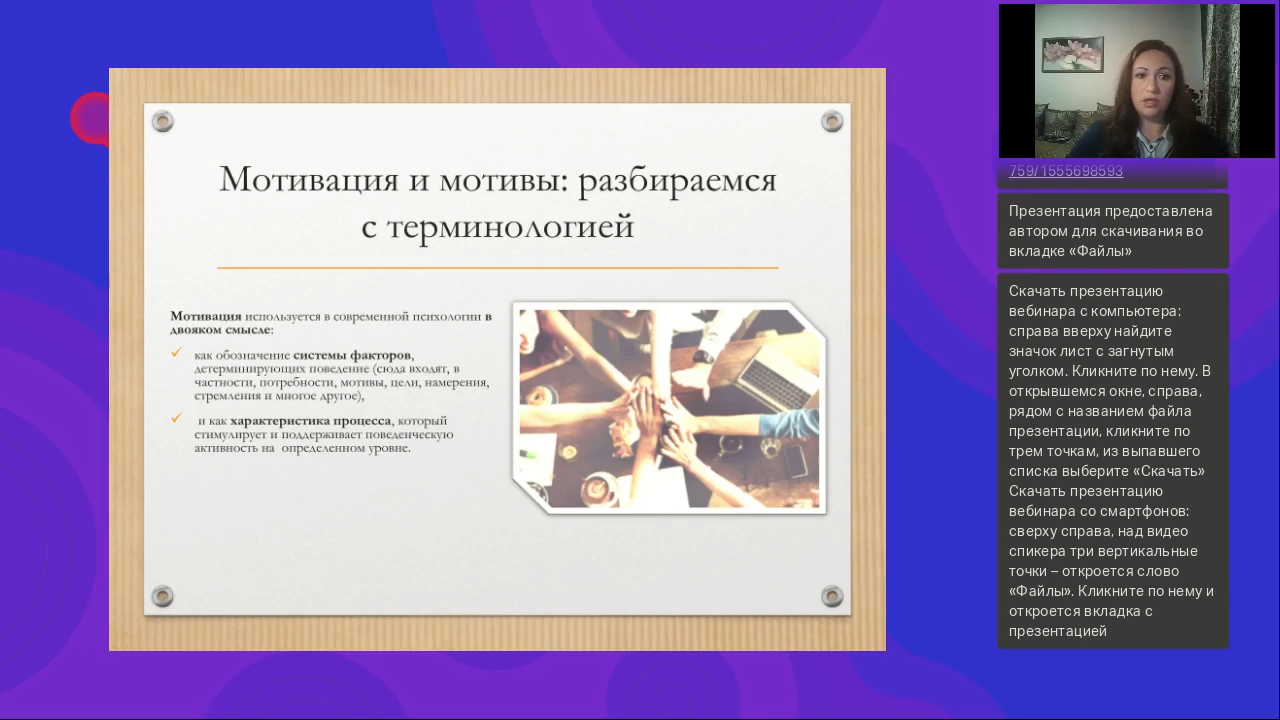 Мотивация и мотивы: разбираемся
с терминологией
Мотивация используется в современной психологии в
двояком смысле:
как обозначение системы факторов,
детерминирующих поведение (сюда входят, в
частности, потребности, мотивы, цели, намерения,
стремления и многое другое),
и как характеристика процесса, который
стимулирует и поддерживает поведенческую
активность на определенном уровне.
759/1555698593
Презентация предоставлена
автором для скачивания во
вкладке «Файлы»
Скачать презентацию
вебинара с компьютера:
справа вверху найдите
значок лист с загнутым
уголком. Кликните по нему. В
открывшемся окне, справа,
рядом с названием файла
презентации, кликните по
трем точкам, из выпавшего
списка выберите «Скачать»
Скачать презентацию
вебинара со смартфонов:
сверху справа, над видео
спикера три вертикальные
точки – откроется слово
«Файлы». Кликните по нему и
откроется вкладка с
презентацией